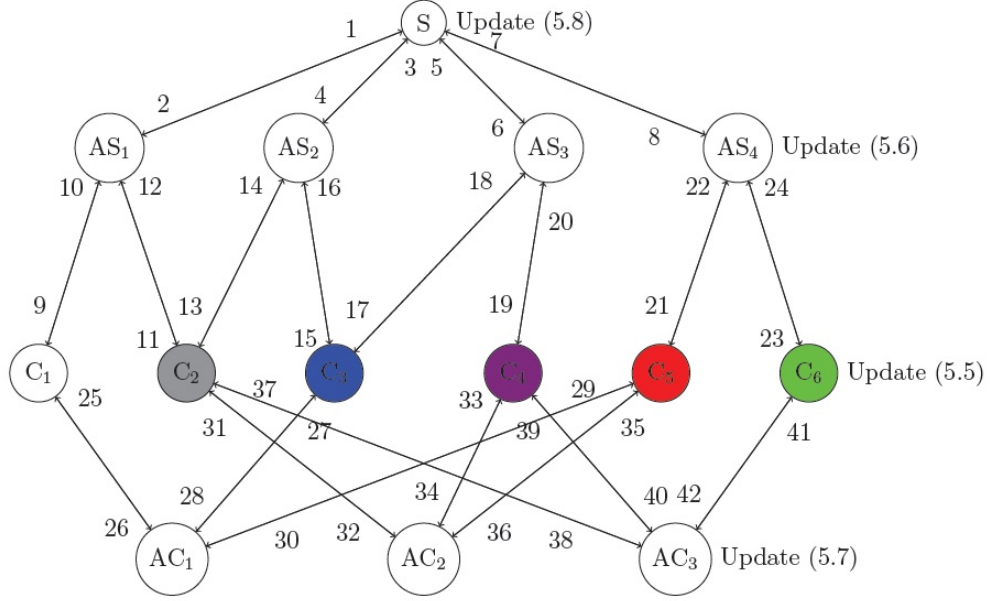 S Update (5.8)
1
7
3 5
2
4
6
8
AS1 AS2 AS3 AS4 Update (5.6)
10 12 14 16 18 22 24
20
9 13 17 19 21
11 15 23
C1 C2 C3 C4 C5 C6 Update (5.5)
25 37 33 29
31 27 39 35 41
28 34 40 42
26 30 32 36 38
AC1 AC2 AC3 Update (5.7)